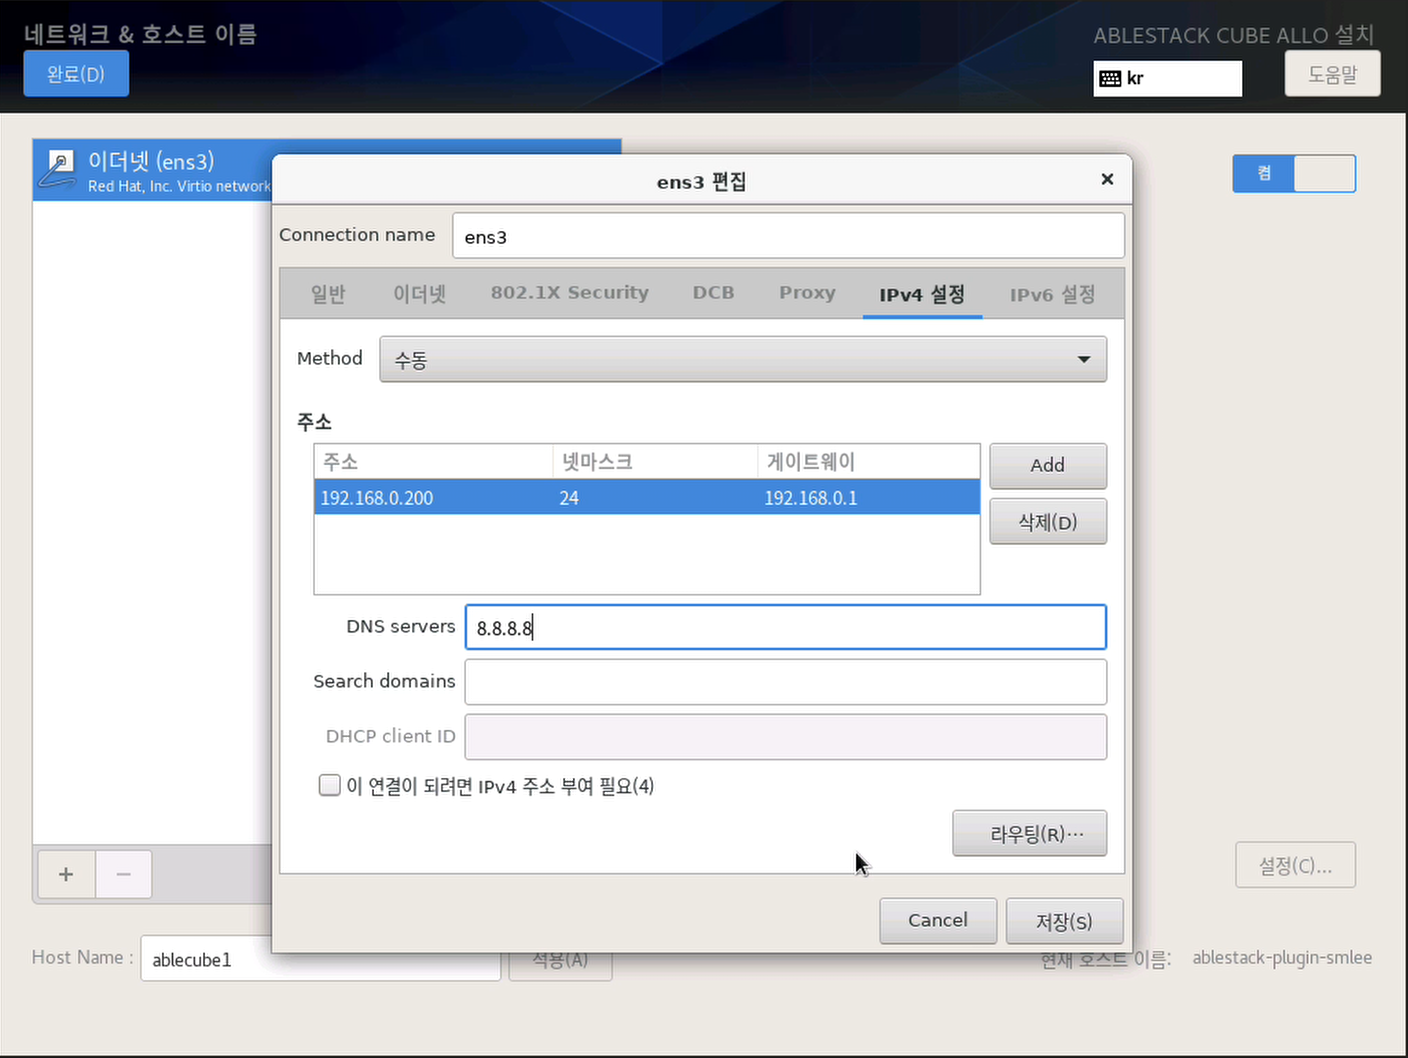 네트워크 & 호스트 이름
ABLESTACK CUBE ALLO 설치
완료(D)
kr
도움말
이더넷 (ens3)
Red Hat, Inc. Virtio network
켬
ens3 편집
Connection name
ens3
일반
이더넷
802.1X Security
DCB
Proxy
IPv4 설정
IPv6 설정
Method
수동
주소
주소
넷마스크
게이트웨이
192.168.0.200
24
192.168.0.1
Add
삭제(D)
DNS servers
8.8.8.8
Search domains
DHCP client ID
이 연결이 되려면 IPv4 주소 부여 필요(4)
라우팅(R)…
설정(C)...
Cancel
저장(S)
Host Name :
ablecube1
적용(A)
현재 호스트 이름:
ablestack-plugin-smlee